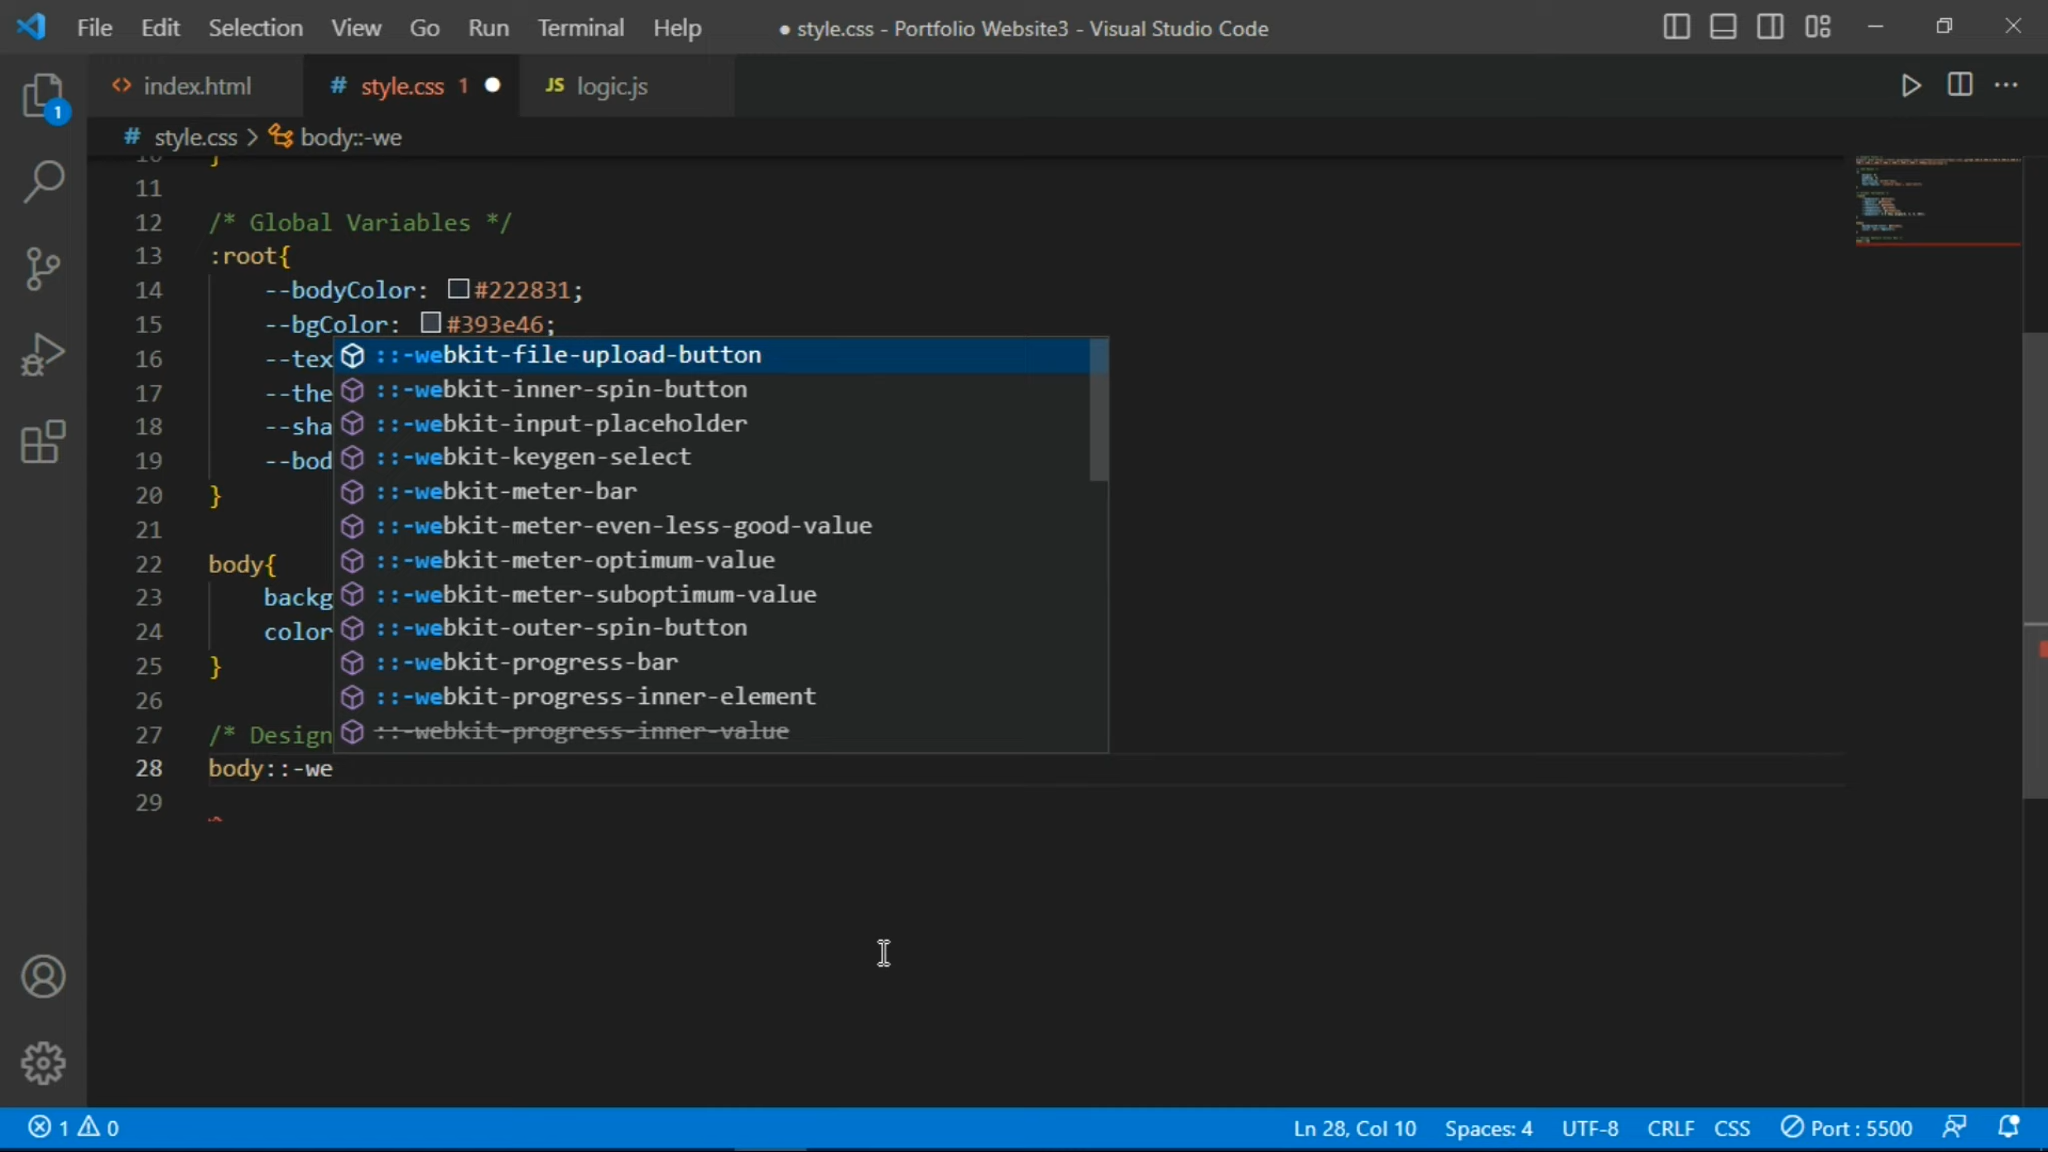 File Edit Selection View Go Run Terminal Help ● style.css - Portfolio Website3 - Visual Studio Code
<> index.html # style.css 1 ● JS logic.js
1
# style.css > body::-we
10 }
11
12 /* Global Variables */
13 :root{
14 --bodyColor: #222831;
15 --bgColor: #393e46;
16 --tex
17 --the
18 --sha
19 --bod
20 }
21
22 body{
23 backg
24 color
25 }
26
27 /* Design
28 body::-we
29
::-webkit-file-upload-button
::-webkit-inner-spin-button
::-webkit-input-placeholder
::-webkit-keygen-select
::-webkit-meter-bar
::-webkit-meter-even-less-good-value
::-webkit-meter-optimum-value
::-webkit-meter-suboptimum-value
::-webkit-outer-spin-button
::-webkit-progress-bar
::-webkit-progress-inner-element
::-webkit-progress-inner-value
1 0 Ln 28, Col 10 Spaces: 4 UTF-8 CRLF CSS Port : 5500